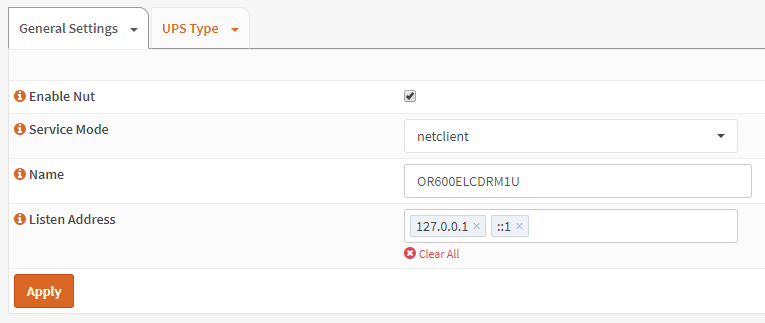 General Settings
UPS Type
Enable Nut
Service Mode
netclient
Name
OR600ELCDRM1U
Listen Address
127.0.0.1 × ::1 ×
Clear All
Apply